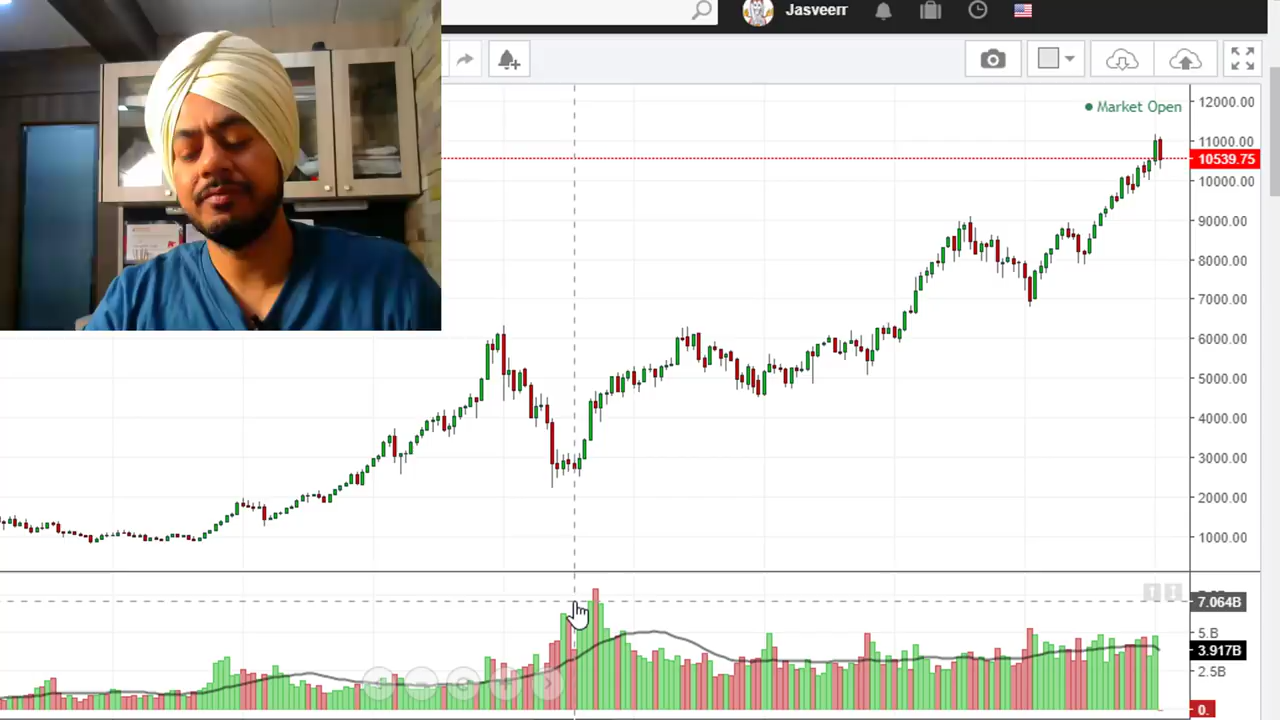 Jasveerr
Market Open
12000.00
11000.00
10539.75
10000.00
9000.00
8000.00
7000.00
6000.00
5000.00
4000.00
3000.00
2000.00
1000.00
7.064B
5.B
3.917B
2.5B
0.